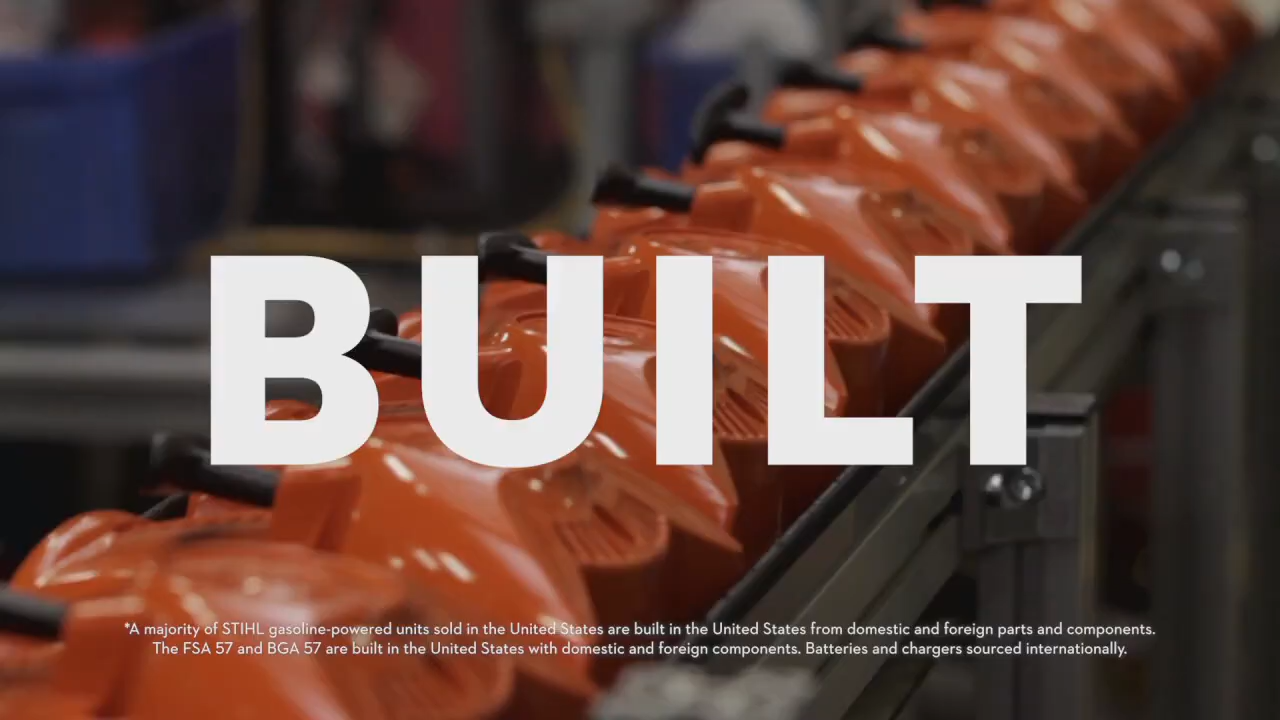 BUILT
*A majority of STIHL gasoline-powered units sold in the United States are built in the United States from domestic and foreign parts and components.
The FSA 57 and BGA 57 are built in the United States with domestic and foreign components. Batteries and chargers sourced internationally.